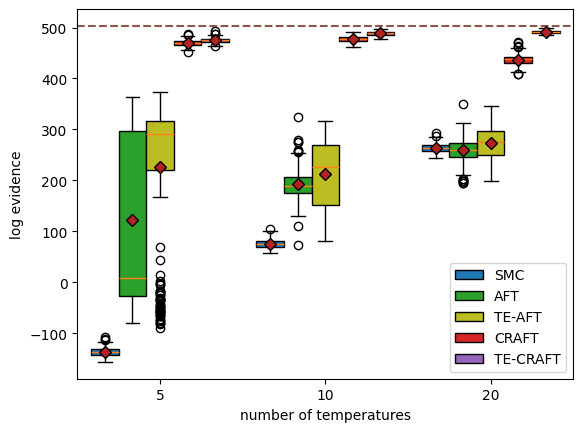 log evidence
500
400
300
200
100
0
−100
5
10
20
number of temperatures
SMC
AFT
TE-AFT
CRAFT
TE-CRAFT